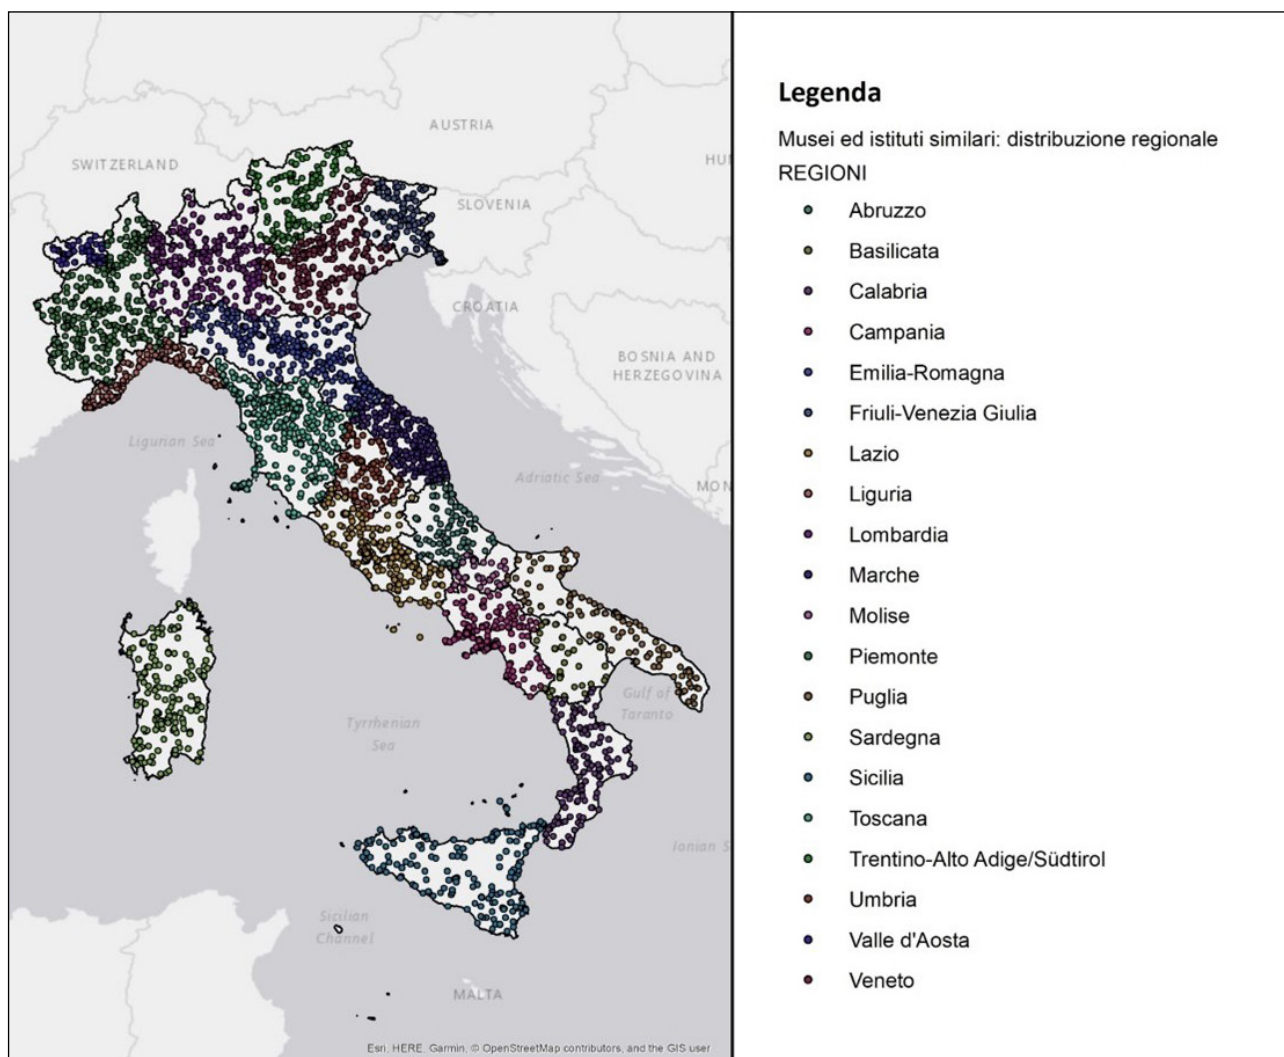 AUSTRIA
SWITZERLAND
HU
SLOVENIA
CROATIA
BOSNIA AND
HERZEGOVINA
Ligurian Sea
Adriatic Sea
MON
Gulf of
Taranto
Tyrrhenian
Sea
Ionian S
Sicilian
Channel
MALTA
Esri, HERE, Garmin, © OpenStreetMap contributors, and the GIS user
Legenda
Musei ed istituti similari: distribuzione regionale
REGIONI
Abruzzo
Basilicata
Calabria
Campania
Emilia-Romagna
Friuli-Venezia Giulia
Lazio
Liguria
Lombardia
Marche
Molise
Piemonte
Puglia
Sardegna
Sicilia
Toscana
Trentino-Alto Adige/Südtirol
Umbria
Valle d'Aosta
Veneto